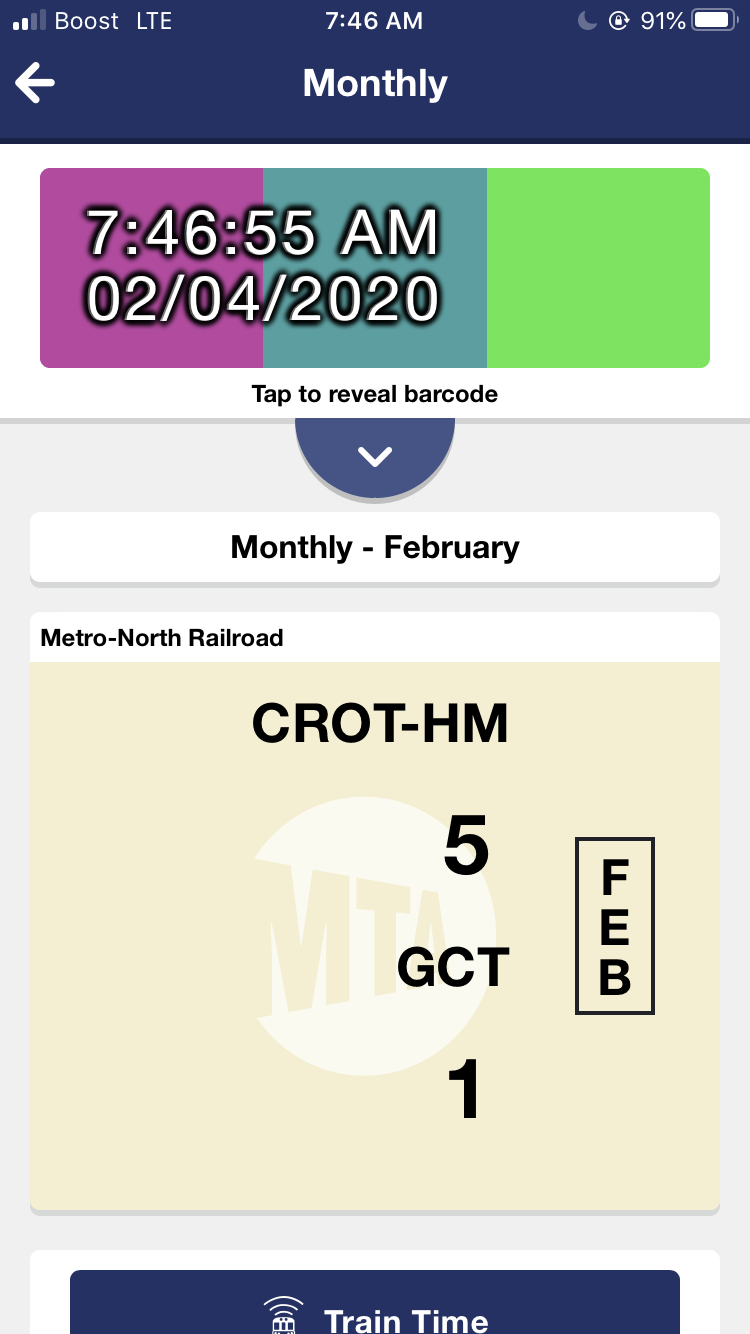 Boost LTE 7:46 AM 91%
Monthly
7:46:55 AM
02/04/2020
Tap to reveal barcode
Monthly - February
Metro-North Railroad
CROT-HM
5
MTA
GCT
1
F
E
B
Train Time